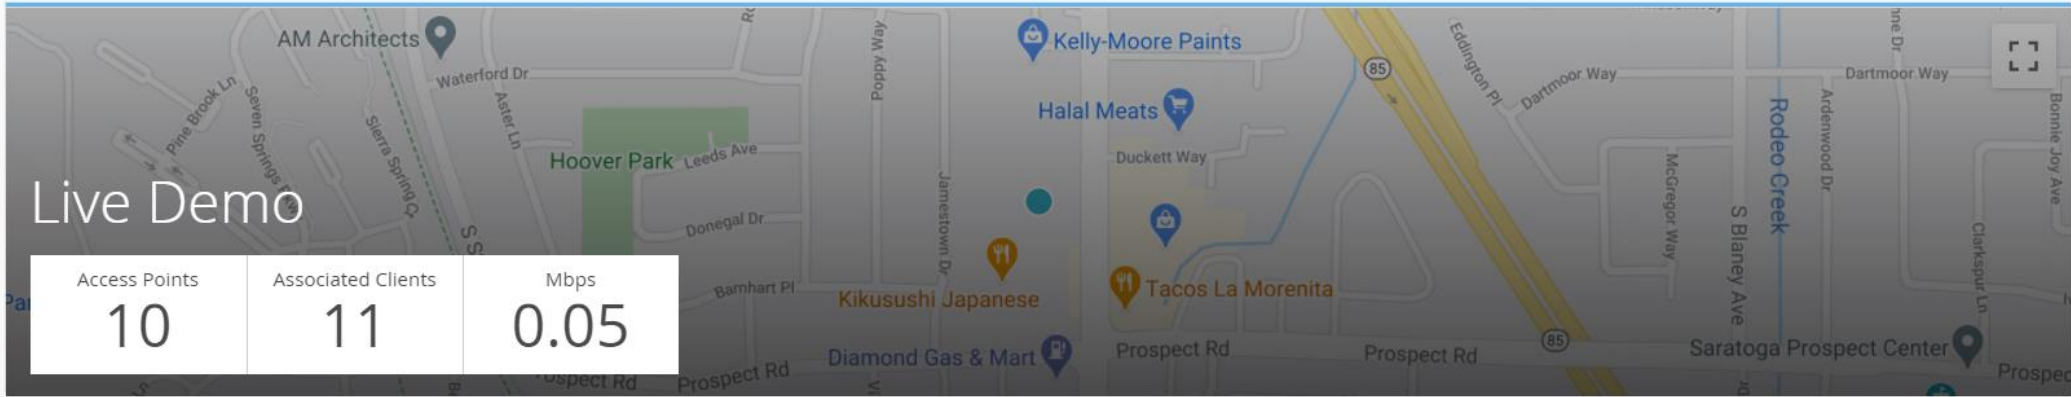 AM Architects
Waterford Dr
Poppy Way
Kelly-Moore Paints
85
Eddington Pl
Dartmoor Way
Dartmoor Way
Pine Brook Ln
Seven Springs
Sierra Spring Ct
Aster Ln
Halal Meats
Rodeo Creek
Ardenwood Dr
Bonnie Joy Ave
Hoover Park
Leeds Ave
Duckett Way
McGregor Way
Live Demo
Donegal Dr
Jamestown Dr
S Blaney Ave
Clarkspur Ln
Access Points
10
Associated Clients
11
Mbps
0.05
Barnhart Pl
Kikusushi Japanese
Tacos La Morenita
Diamond Gas & Mart
Prospect Rd
Prospect Rd
85
Saratoga Prospect Center
Prospect Rd